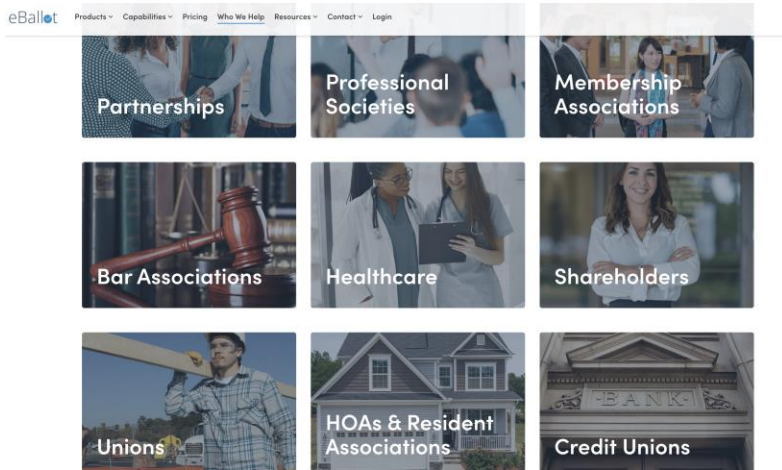 eBallot
Products
Capabilities
Pricing
Who We Help
Resources
Contact
Login
Partnerships
Professional
Societies
Membership
Associations
Bar Associations
Healthcare
Shareholders
Unions
HOAs & Resident
Associations
BANK
Credit Unions